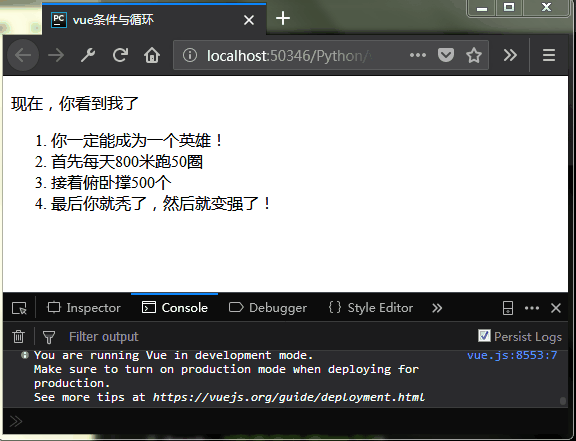 PC vue条件与循环
localhost:50346/Python/
现在，你看到我了
1. 你一定能成为一个英雄！
2. 首先每天800米跑50圈
3. 接着俯卧撑500个
4. 最后你就秃了，然后就变强了！
Inspector Console Debugger Style Editor
Filter output Persist Logs
You are running Vue in development mode. vue.js:8553:7
Make sure to turn on production mode when deploying for
production.
See more tips at https://vuejs.org/guide/deployment.html